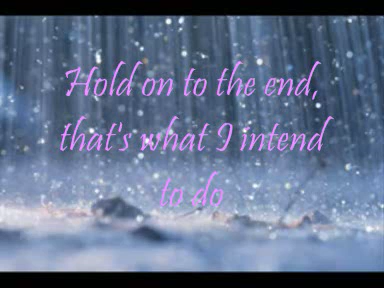 Hold on to the end,
that's what I intend
to do